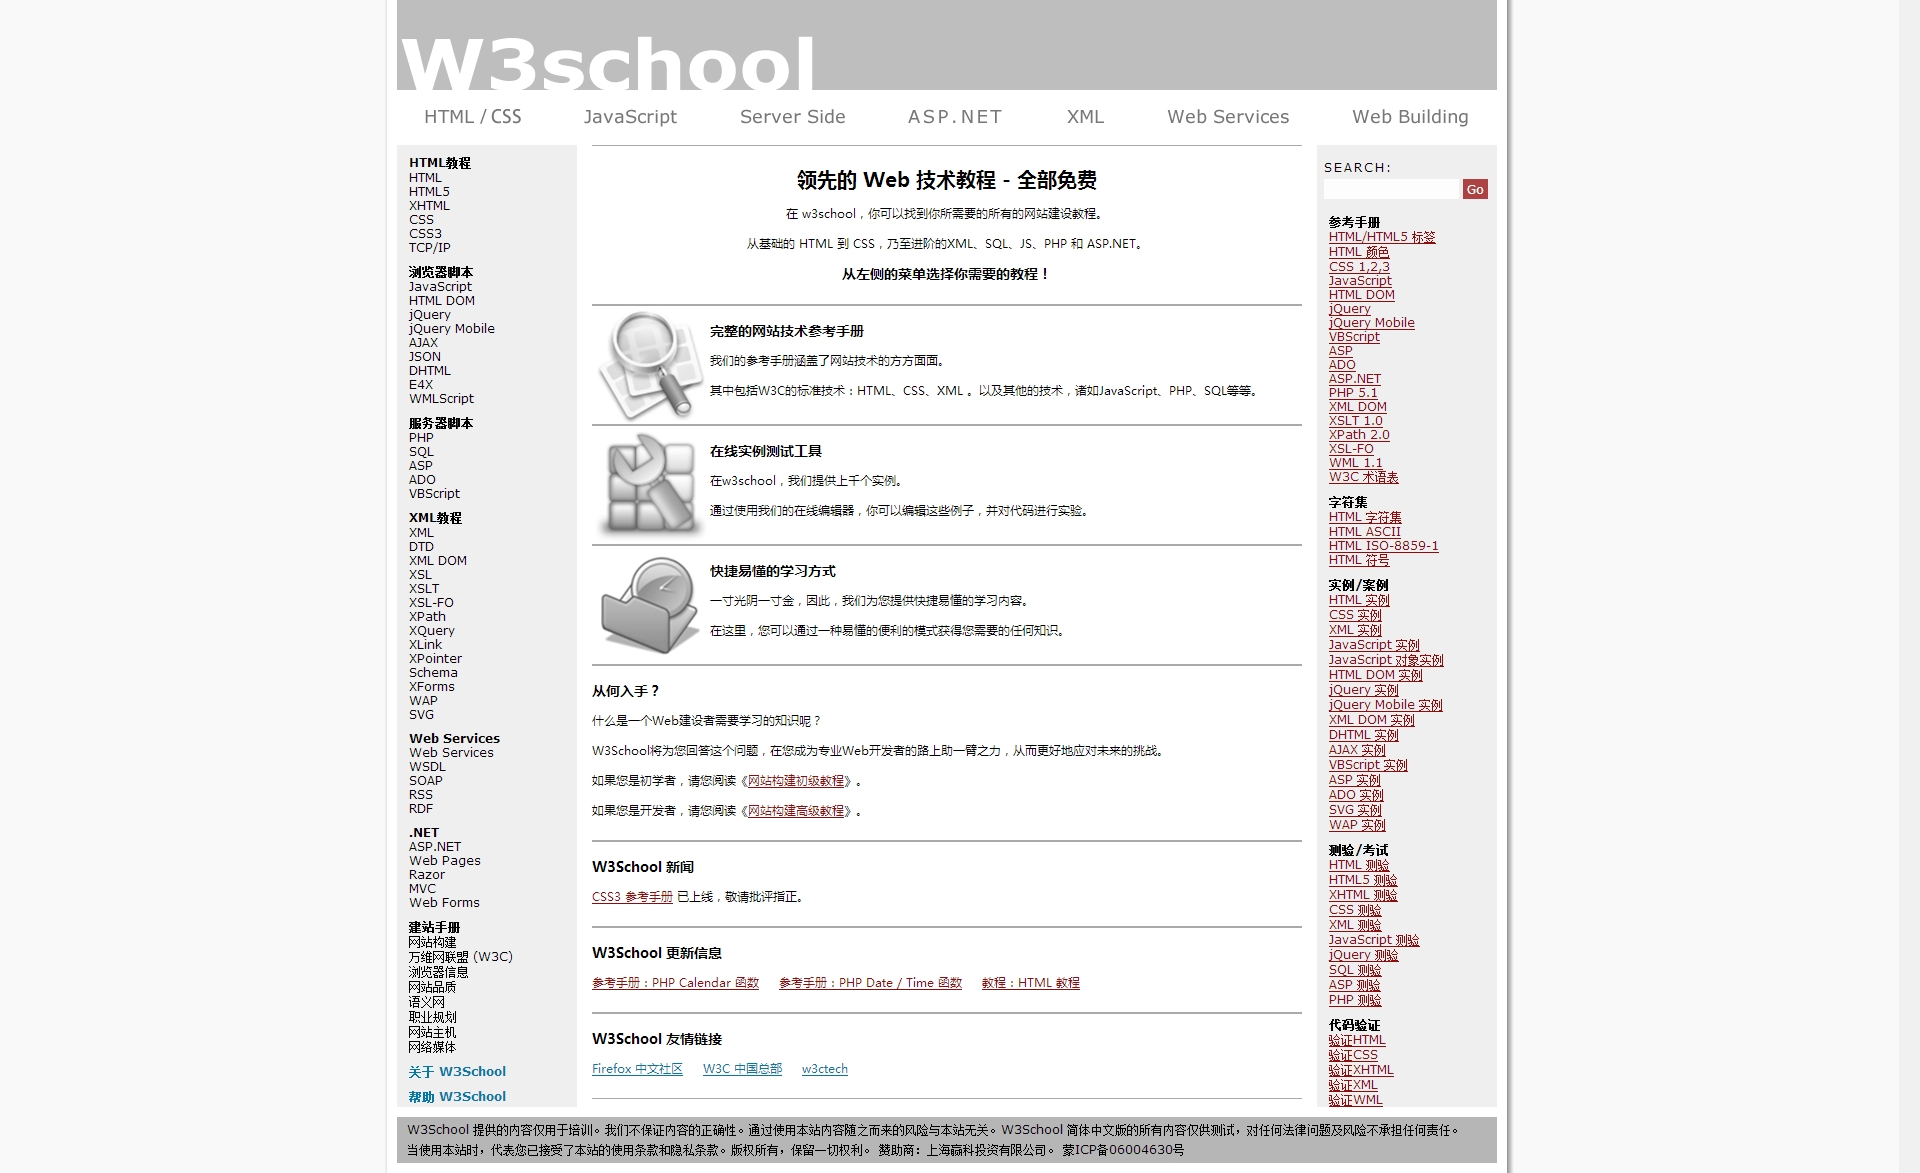 W3school
HTML / CSS JavaScript Server Side ASP.NET XML Web Services Web Building
HTML教程
HTML
HTML5
XHTML
CSS
CSS3
TCP/IP
浏览器脚本
JavaScript
HTML DOM
jQuery
jQuery Mobile
AJAX
JSON
DHTML
E4X
WMLScript
服务器脚本
PHP
SQL
ASP
ADO
VBScript
XML教程
XML
DTD
XML DOM
XSL
XSLT
XSL-FO
XPath
XQuery
XLink
XPointer
Schema
XForms
WAP
SVG
Web Services
Web Services
WSDL
SOAP
RSS
RDF
.NET
ASP.NET
Web Pages
Razor
MVC
Web Forms
建站手册
网站构建
万维网联盟 (W3C)
浏览器信息
网站品质
语义网
职业规划
网站主机
网络媒体
关于 W3School
帮助 W3School
领先的 Web 技术教程 - 全部免费
在 w3school，你可以找到你所需要的所有的网站建设教程。
从基础的 HTML 到 CSS，乃至进阶的XML、SQL、JS、PHP 和 ASP.NET。
从左侧的菜单选择你需要的教程！
完整的网站技术参考手册
我们的参考手册涵盖了网站技术的方方面面。
其中包括W3C的标准技术：HTML、CSS、XML 。以及其他的技术，诸如JavaScript、PHP、SQL等等。
在线实例测试工具
在w3school，我们提供上千个实例。
通过使用我们的在线编辑器，你可以编辑这些例子，并对代码进行实验。
快捷易懂的学习方式
一寸光阴一寸金，因此，我们为您提供快捷易懂的学习内容。
在这里，您可以通过一种易懂的便利的模式获得您需要的任何知识。
从何入手？
什么是一个Web建设者需要学习的知识呢？
W3School将为您回答这个问题，在您成为专业Web开发者的路上助一臂之力，从而更好地应对未来的挑战。
如果您是初学者，请您阅读《网站构建初级教程》。
如果您是开发者，请您阅读《网站构建高级教程》。
W3School 新闻
CSS3 参考手册 已上线，敬请批评指正。
W3School 更新信息
参考手册：PHP Calendar 函数 参考手册：PHP Date / Time 函数 教程：HTML 教程
W3School 友情链接
Firefox 中文社区 W3C 中国总部 w3ctech
SEARCH:
Go
参考手册
HTML/HTML5 标签
HTML 颜色
CSS 1,2,3
JavaScript
HTML DOM
jQuery
jQuery Mobile
VBScript
ASP
ADO
ASP.NET
PHP 5.1
XML DOM
XSLT 1.0
XPath 2.0
XSL-FO
WML 1.1
W3C 术语表
字符集
HTML 字符集
HTML ASCII
HTML ISO-8859-1
HTML 符号
实例/案例
HTML 实例
CSS 实例
XML 实例
JavaScript 实例
JavaScript 对象实例
HTML DOM 实例
jQuery 实例
jQuery Mobile 实例
XML DOM 实例
DHTML 实例
AJAX 实例
VBScript 实例
ASP 实例
ADO 实例
SVG 实例
WAP 实例
测验/考试
HTML 测验
HTML5 测验
XHTML 测验
CSS 测验
XML 测验
JavaScript 测验
jQuery 测验
SQL 测验
ASP 测验
PHP 测验
代码验证
验证HTML
验证CSS
验证XHTML
验证XML
验证WML
W3School 提供的内容仅用于培训。我们不保证内容的正确性。通过使用本站内容随之而来的风险与本站无关。W3School 简体中文版的所有内容仅供测试，对任何法律问题及风险不承担任何责任。
当使用本站时，代表您已接受了本站的使用条款和隐私条款。版权所有，保留一切权利。 赞助商：上海赢科投资有限公司。 蒙ICP备06004630号